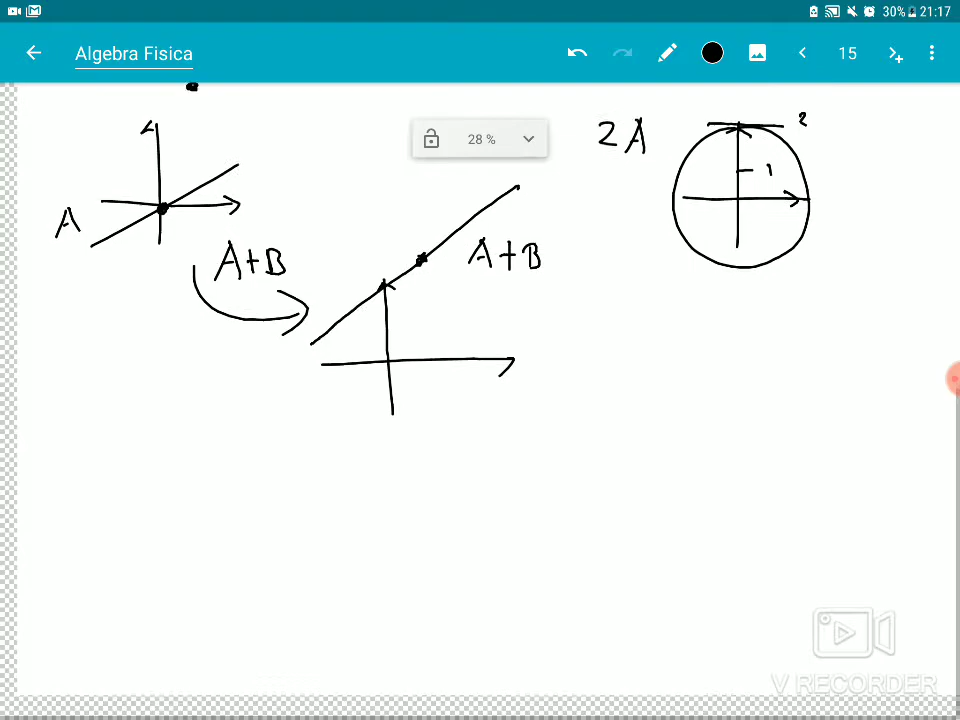 30% 21:17
Algebra Fisica
15
28 %
2A
2
1
A
A+B
A+B
V RECORDER